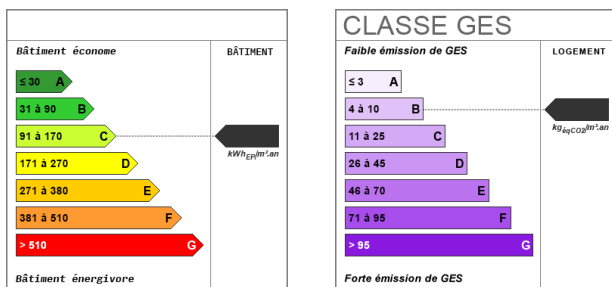 Bâtiment économe
BÂTIMENT
≤ 30 A
31 à 90 B
91 à 170 C
kWhEP/m².an
171 à 270 D
271 à 380 E
381 à 510 F
> 510 G
Bâtiment énergivore
CLASSE GES
Faible émission de GES
LOGEMENT
≤ 3 A
4 à 10 B
kgéqCO2/m².an
11 à 25 C
26 à 45 D
46 à 70 E
71 à 95 F
> 95 G
Forte émission de GES